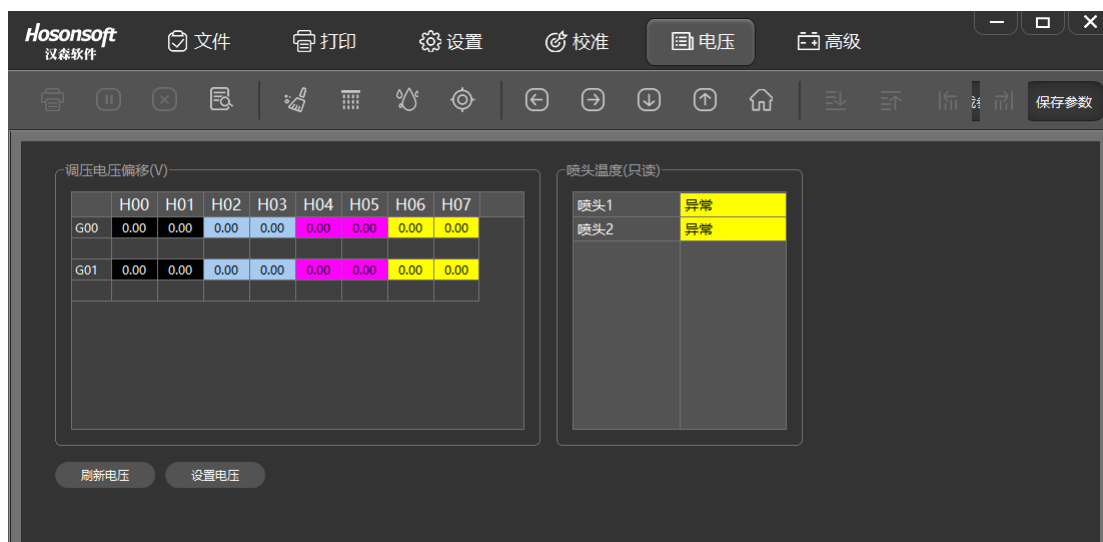 Hosonsoft
汉森软件
文件 打印 设置 校准 电压 高级
保存参数
调压电压偏移(V)
H00 H01 H02 H03 H04 H05 H06 H07
G00 0.00 0.00 0.00 0.00 0.00 0.00 0.00 0.00
G01 0.00 0.00 0.00 0.00 0.00 0.00 0.00 0.00
喷头温度(只读)
喷头1 异常
喷头2 异常
刷新电压 设置电压